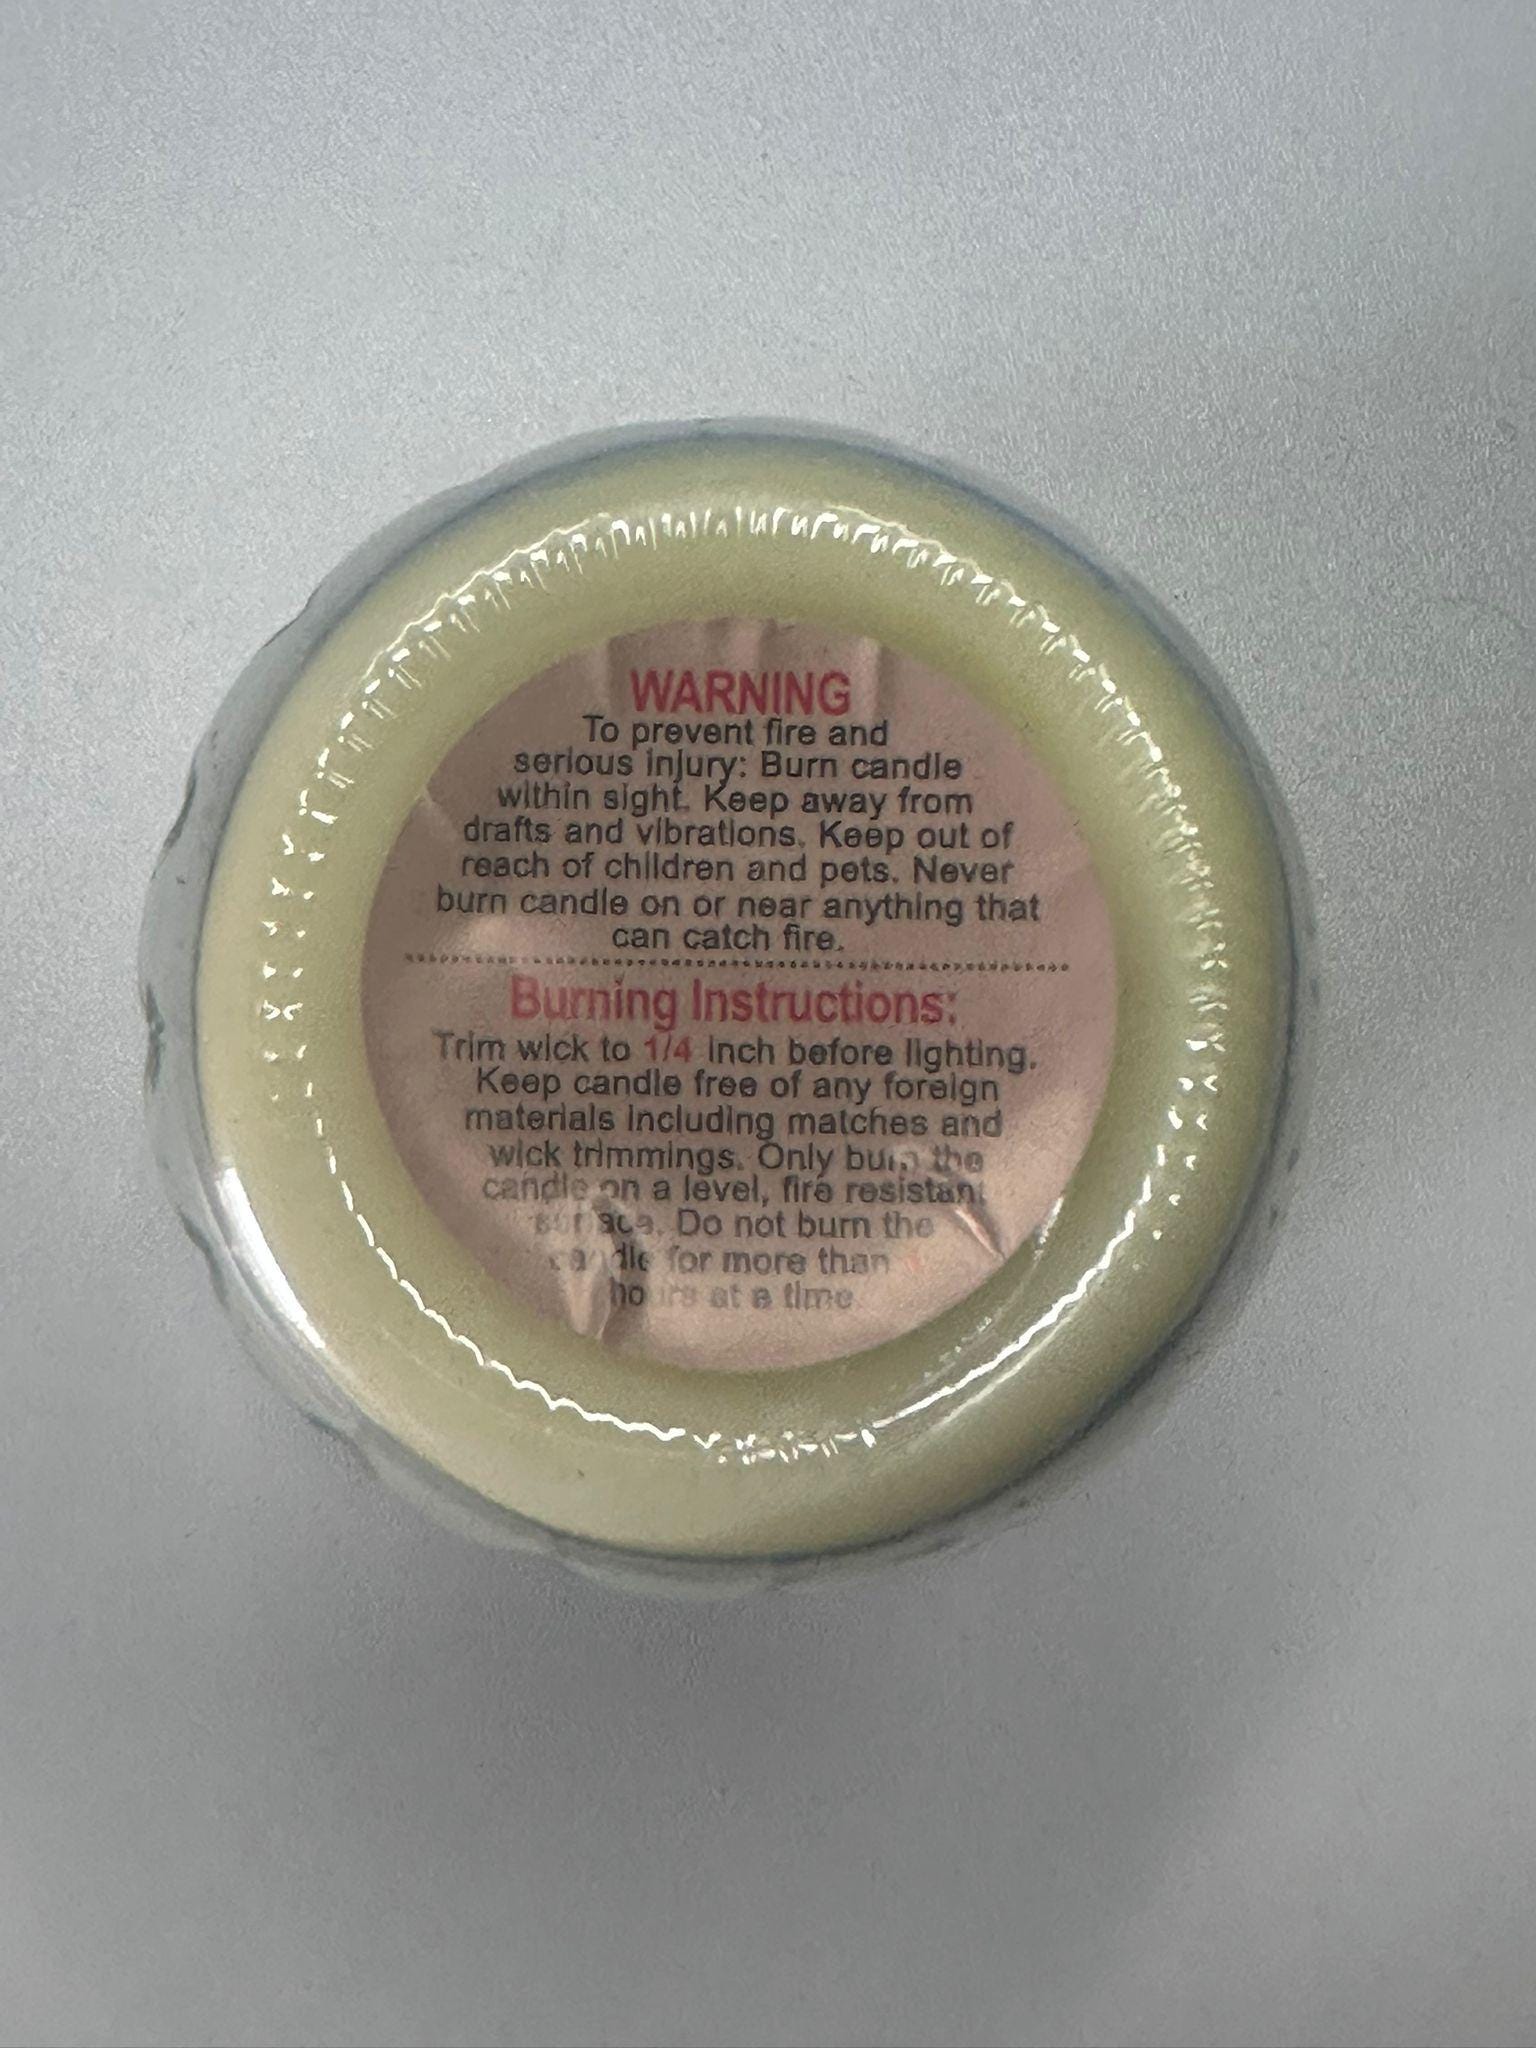 WARNING
To prevent fire and
serious injury: Burn candle
within sight. Keep away from
drafts and vibrations. Keep out of
reach of children and pets. Never
burn candle on or near anything that
can catch fire.
Burning Instructions:
Trim wick to 1/4 inch before lighting.
Keep candle free of any foreign
materials including matches and
wick trimmings. Only burn the
candle on a level, fire resistant
surface. Do not burn the
candle for more than
hours at a time.